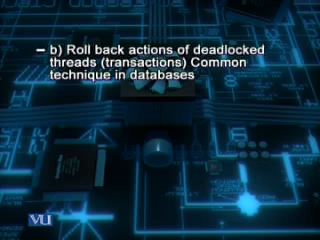 – b) Roll back actions of deadlocked
threads (transactions) Common
technique in databases
VU